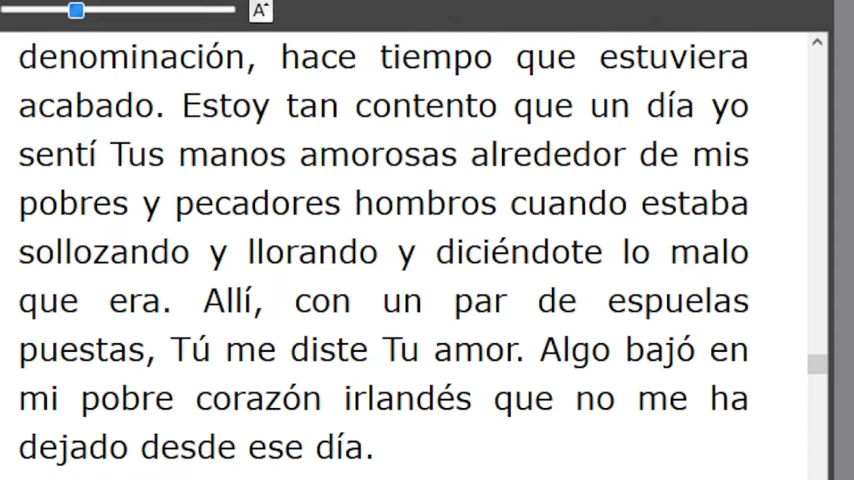 A
denominación, hace tiempo que estuviera
acabado. Estoy tan contento que un día yo
sentí Tus manos amorosas alrededor de mis
pobres y pecadores hombros cuando estaba
sollozando y llorando y diciéndote lo malo
que era. Allí, con un par de espuelas
puestas, Tú me diste Tu amor. Algo bajó en
mi pobre corazón irlandés que no me ha
dejado desde ese día.